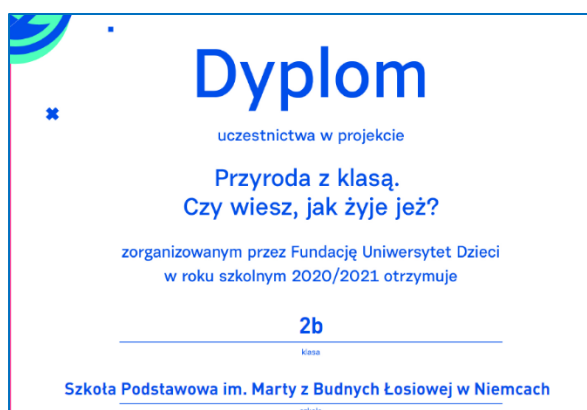 Dyplom
uczestnictwa w projekcie
Przyroda z klasą.
Czy wiesz, jak żyje jeż?
zorganizowanym przez Fundację Uniwersytet Dzieci
w roku szkolnym 2020/2021 otrzymuje
2b
klasa
Szkoła Podstawowa im. Marty z Budnych Łosiowej w Niemcach